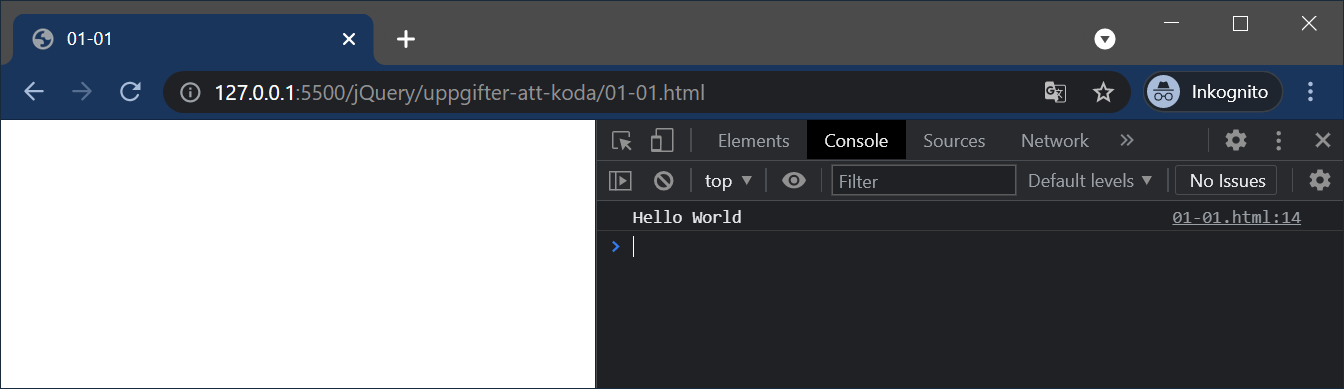 01-01
127.0.0.1:5500/jQuery/uppgifter-att-koda/01-01.html
Inkognito
Elements Console Sources Network
top Filter Default levels No Issues
Hello World 01-01.html:14